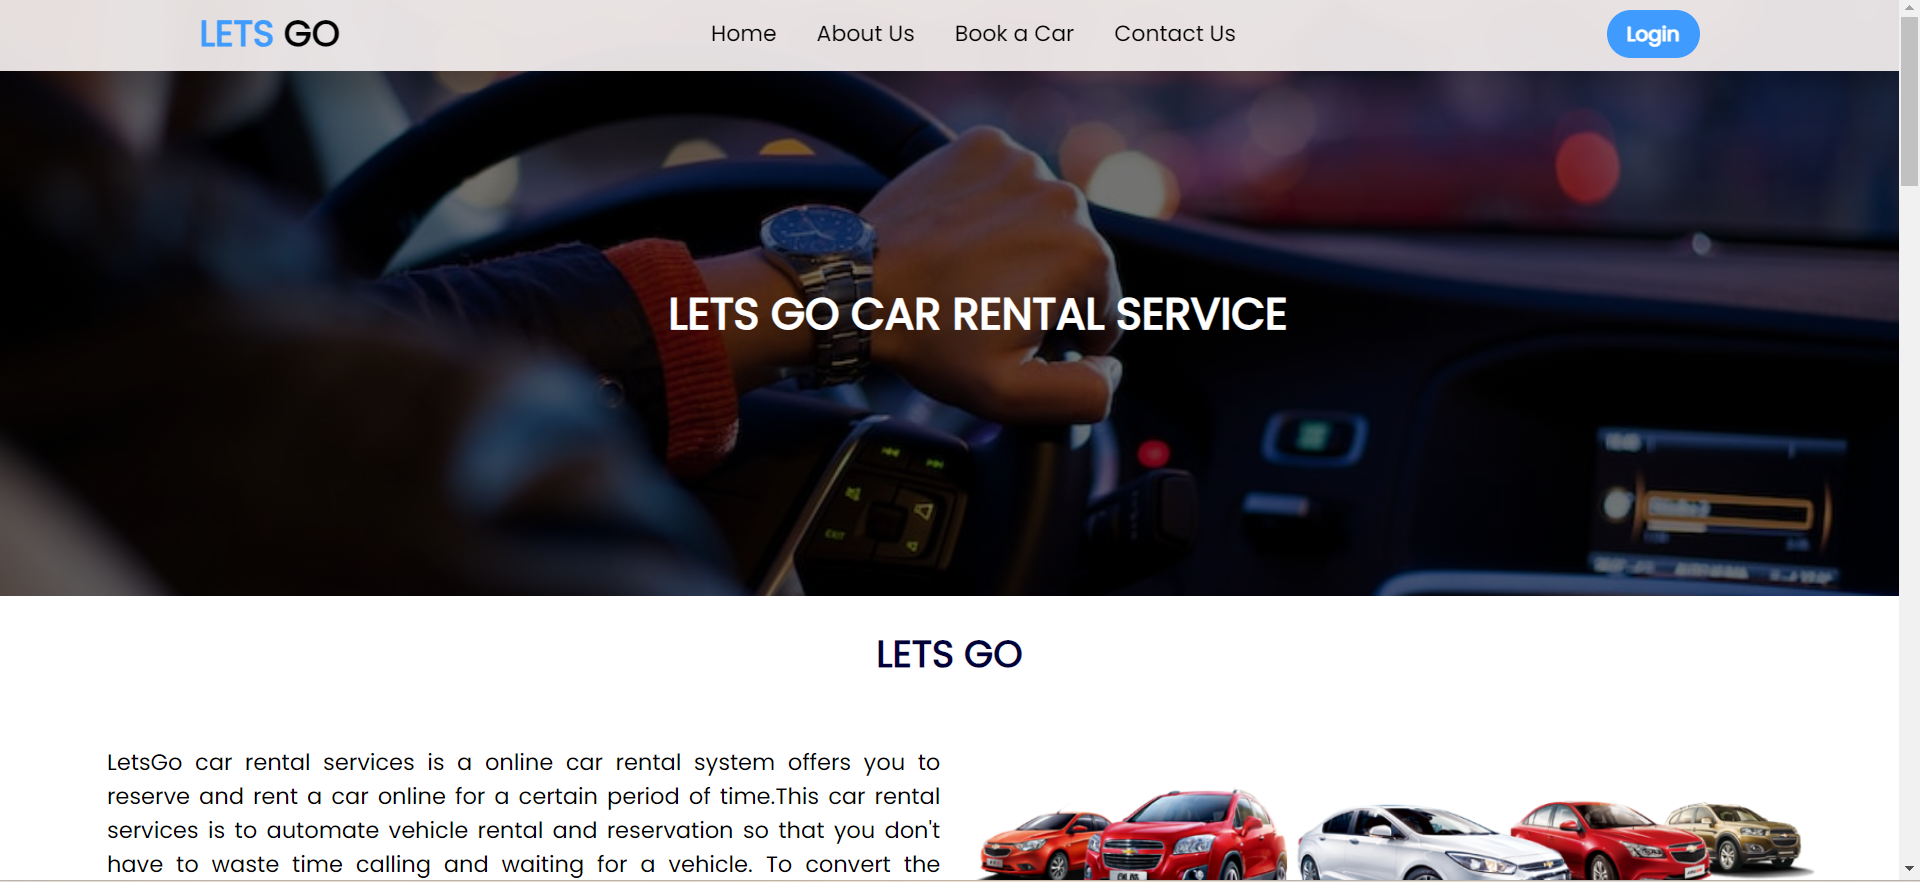 LETS GO
Home
About Us
Book a Car
Contact Us
Login
LETS GO CAR RENTAL SERVICE
EXIT
LETS GO
LetsGo car rental services is a online car rental system offers you to
reserve and rent a car online for a certain period of time.This car rental
services is to automate vehicle rental and reservation so that you don't
have to waste time calling and waiting for a vehicle. To convert the